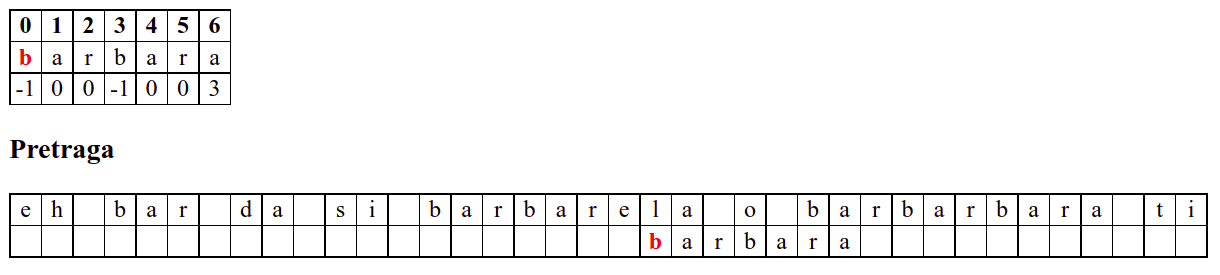 0 1 2 3 4 5 6
b a r b a r a
-1 0 0 -1 0 0 3
Pretraga
e h b a r d a s i b a r b a r e l a o b a r b a r b a r a t i
b a r b a r a